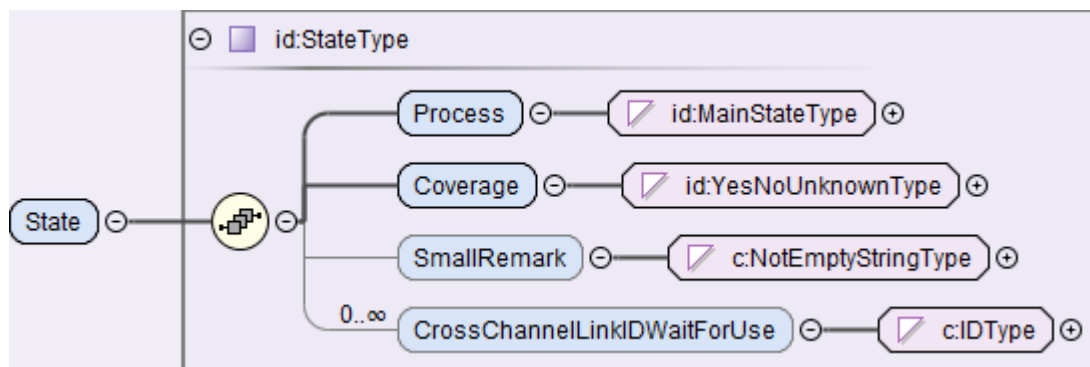 id:StateType
Process id:MainStateType
Coverage id:YesNoUnknownType
State
SmallRemark c:NotEmptyStringType
0..∞ CrossChannelLinkIDWaitForUse c:IDType